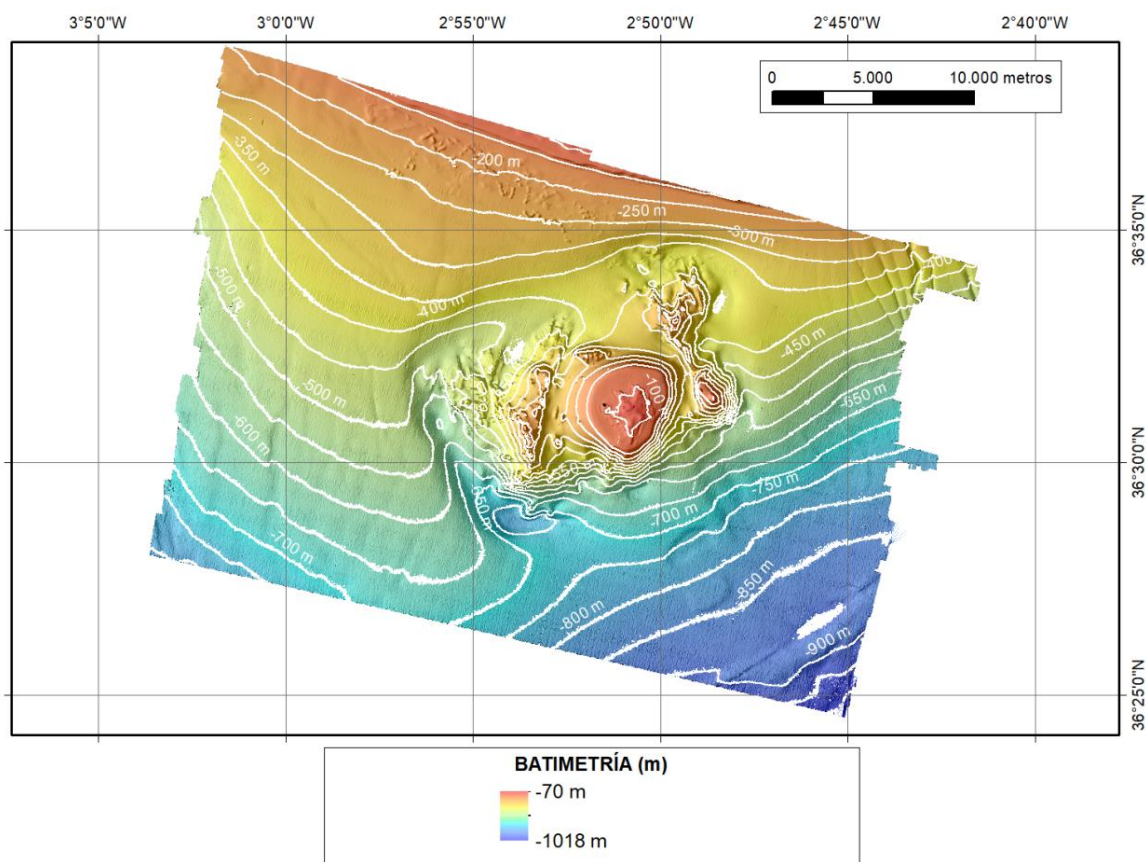 3°5'0"W 3°0'0"W 2°55'0"W 2°50'0"W 2°45'0"W 2°40'0"W
0 5.000 10.000 metros
-200 m
-350 m
-250 m
36°35'0"N
-300 m
-400
-500 m
-400 m
-450 m
-100
-500 m
-650 m
-600 m
36°30'0"N
-750 m
-650 m
-700 m
-700 m
-850 m
-800 m
-900 m
36°25'0"N
BATIMETRÍA (m)
-70 m
-1018 m